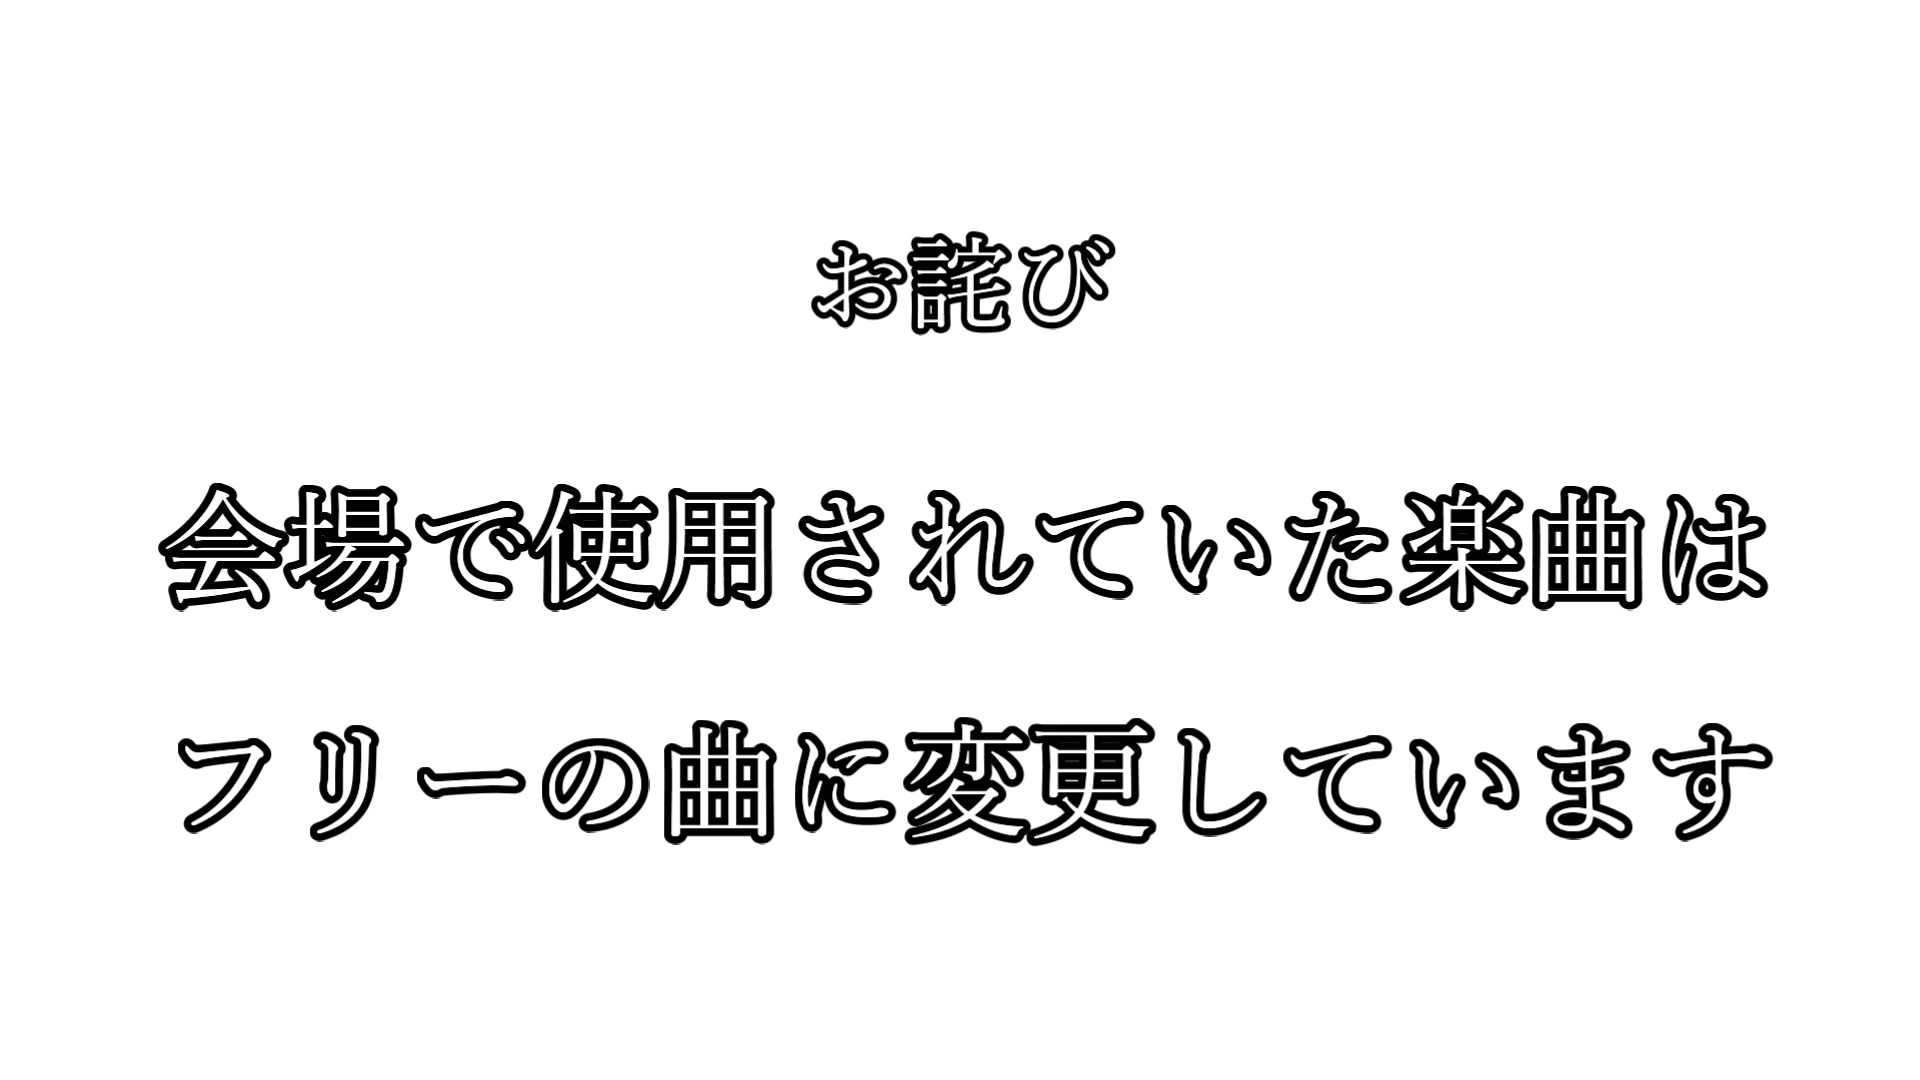 お詫び
会場で使用されていた楽曲は
フリーの曲に変更しています